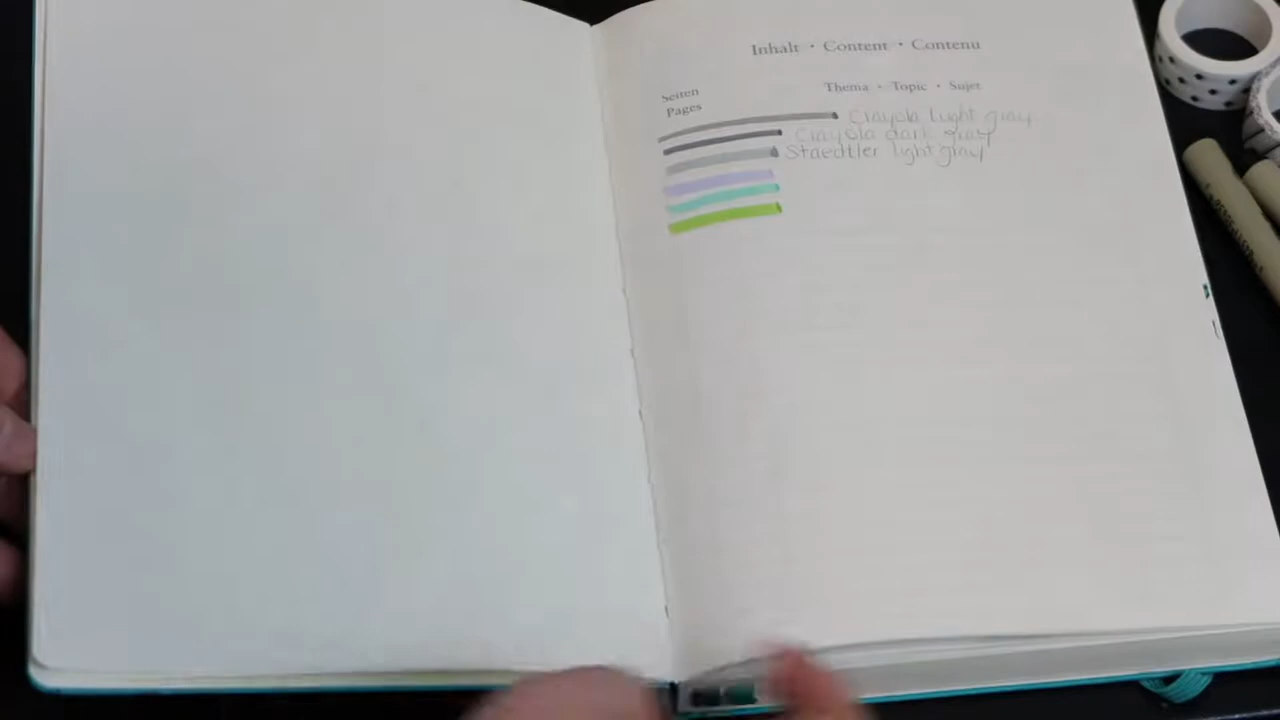 Inhalt · Content · Contenu
Seiten
Pages
Thema · Topic · Sujet
Crayola light gray
Crayola dark gray
Staedtler light gray